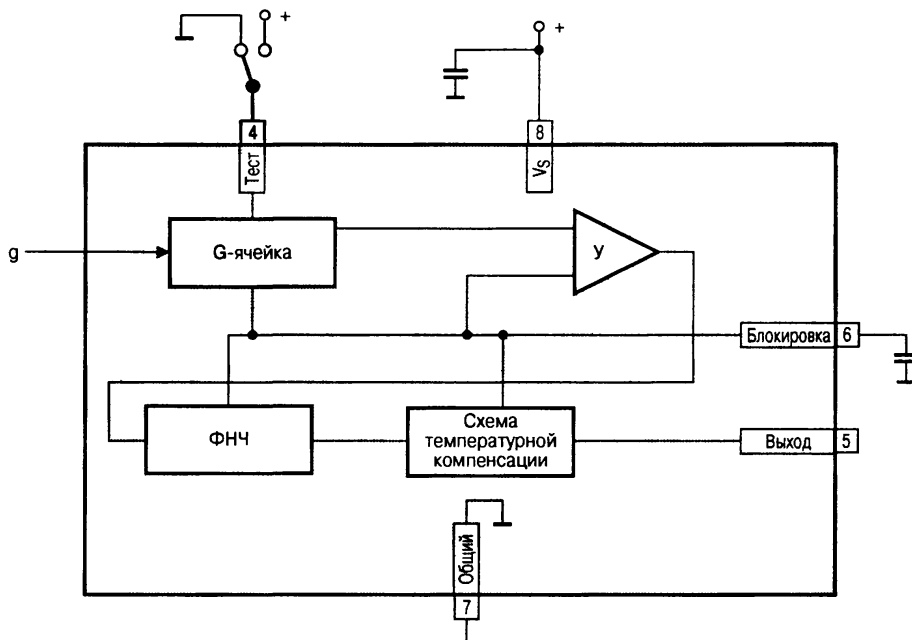 +
+
4
Тест
8
VS
g
G-ячейка
У
Блокировка
6
ФНЧ
Схема
температурной
компенсации
Выход
5
Общий
7